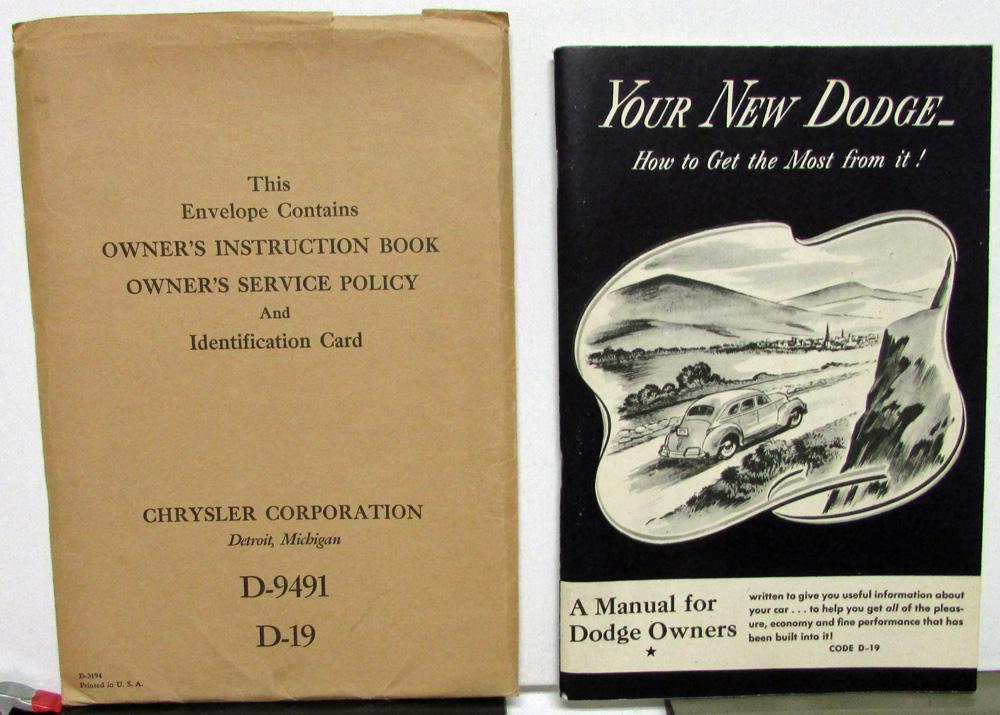 This
Envelope Contains
OWNER'S INSTRUCTION BOOK
OWNER'S SERVICE POLICY
And
Identification Card
CHRYSLER CORPORATION
Detroit, Michigan
D-9491
D-19
D-3194
Printed in U. S. A.
YOUR NEW DODGE_
How to Get the Most from it!
A Manual for
Dodge Owners
★
written to give you useful information about
your car . . . to help you get all of the pleas-
ure, economy and fine performance that has
been built into it!
CODE D-19